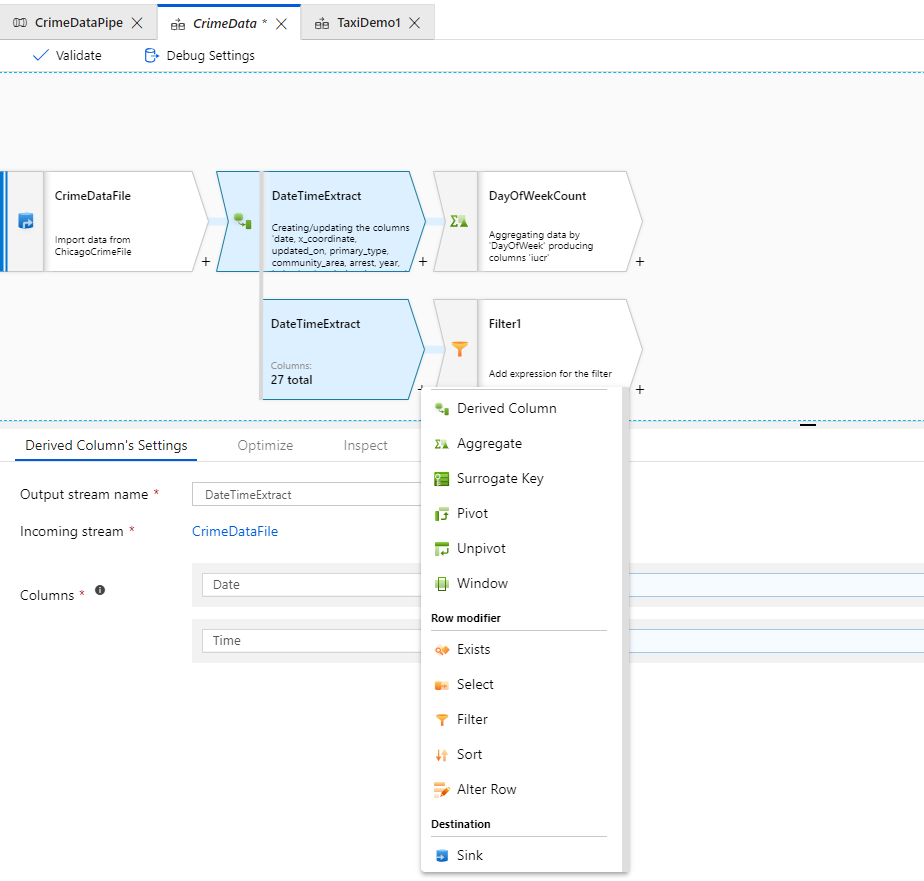 CrimeDataPipe
CrimeData *
TaxiDemo1
Validate
Debug Settings
CrimeDataFile
Import data from
ChicagoCrimeFile
+
DateTimeExtract
Creating/updating the columns
'date, x_coordinate,
updated_on, primary_type,
community_area, arrest, year,
+
DayOfWeekCount
Aggregating data by
'DayOfWeek' producing
columns 'iucr'
+
DateTimeExtract
Columns:
27 total
Filter1
Add expression for the filter
+
Derived Column's Settings
Optimize
Inspect
Output stream name *
DateTimeExtract
Incoming stream *
CrimeDataFile
Columns *
Date
Time
Derived Column
Aggregate
Surrogate Key
Pivot
Unpivot
Window
Row modifier
Exists
Select
Filter
Sort
Alter Row
Destination
Sink